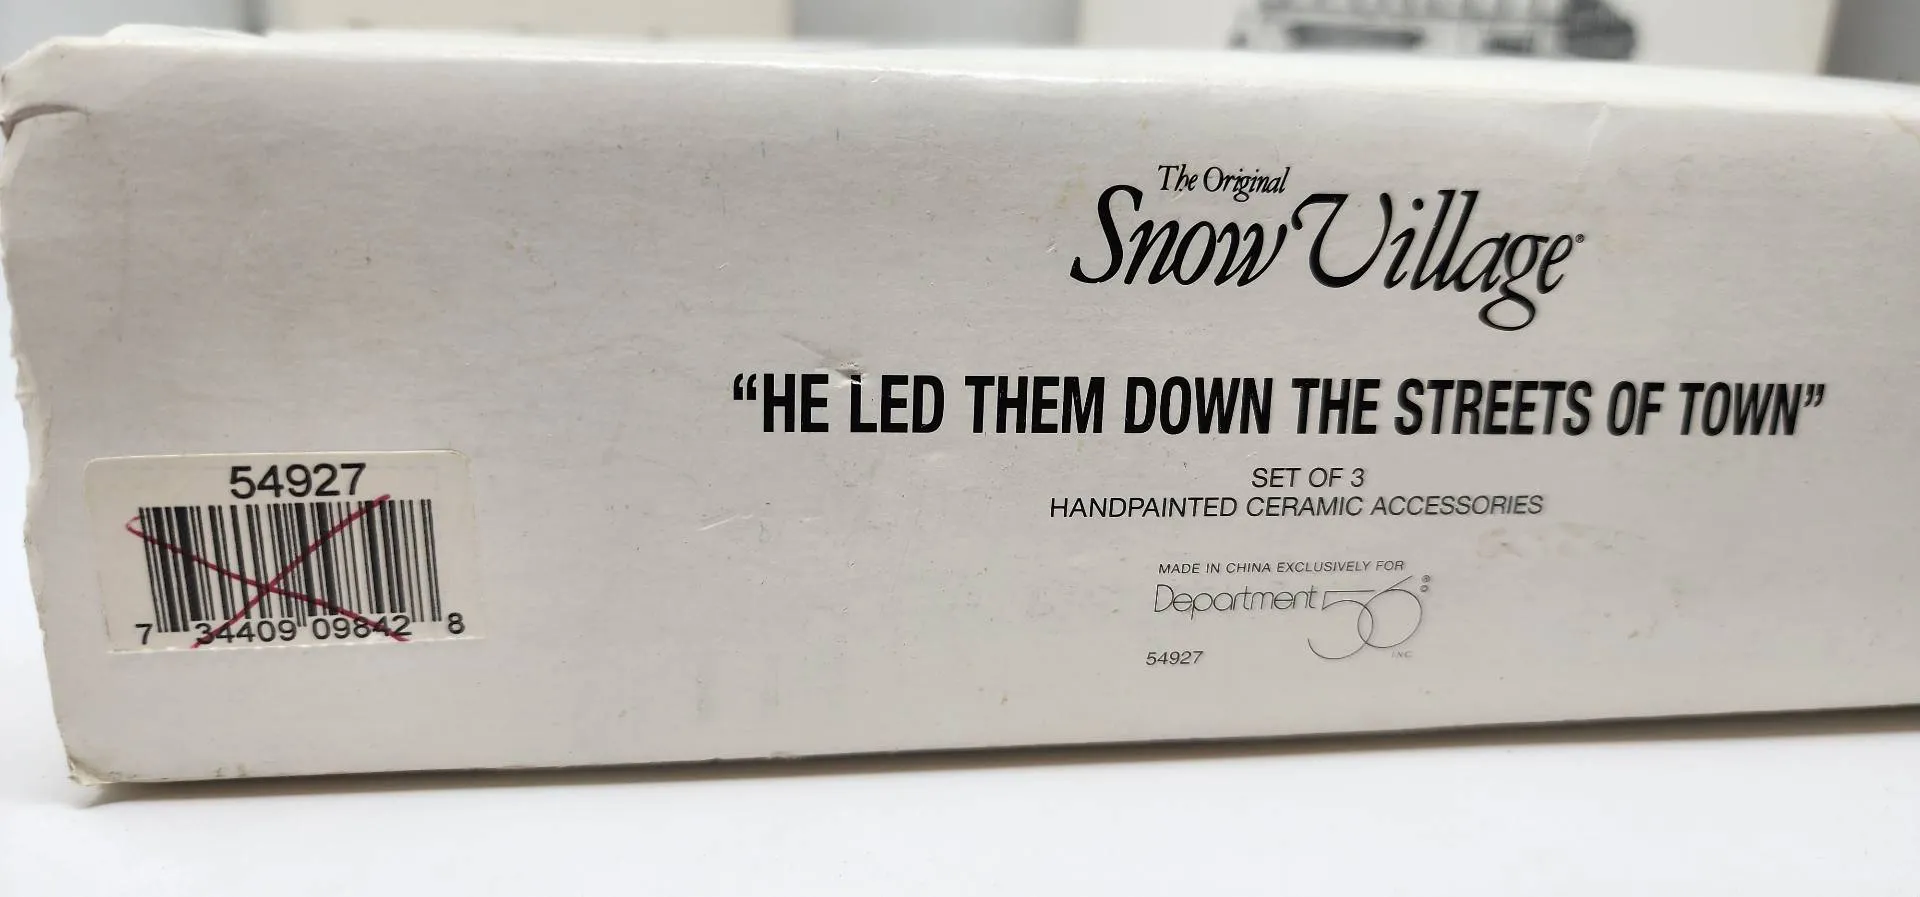 The Original
Snow Village®
“HE LED THEM DOWN THE STREETS OF TOWN”
SET OF 3
HANDPAINTED CERAMIC ACCESSORIES
MADE IN CHINA EXCLUSIVELY FOR
Department 56®
INC.
54927
54927
7 34409 09842 8